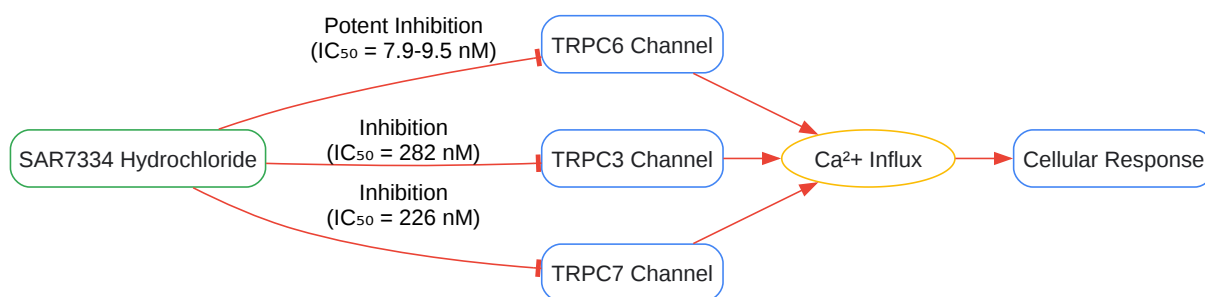 Potent Inhibition
(IC₅₀ = 7.9-9.5 nM)
TRPC6 Channel
SAR7334 Hydrochloride
Inhibition
(IC₅₀ = 282 nM)
TRPC3 Channel
Ca²+ Influx
Cellular Response
Inhibition
(IC₅₀ = 226 nM)
TRPC7 Channel